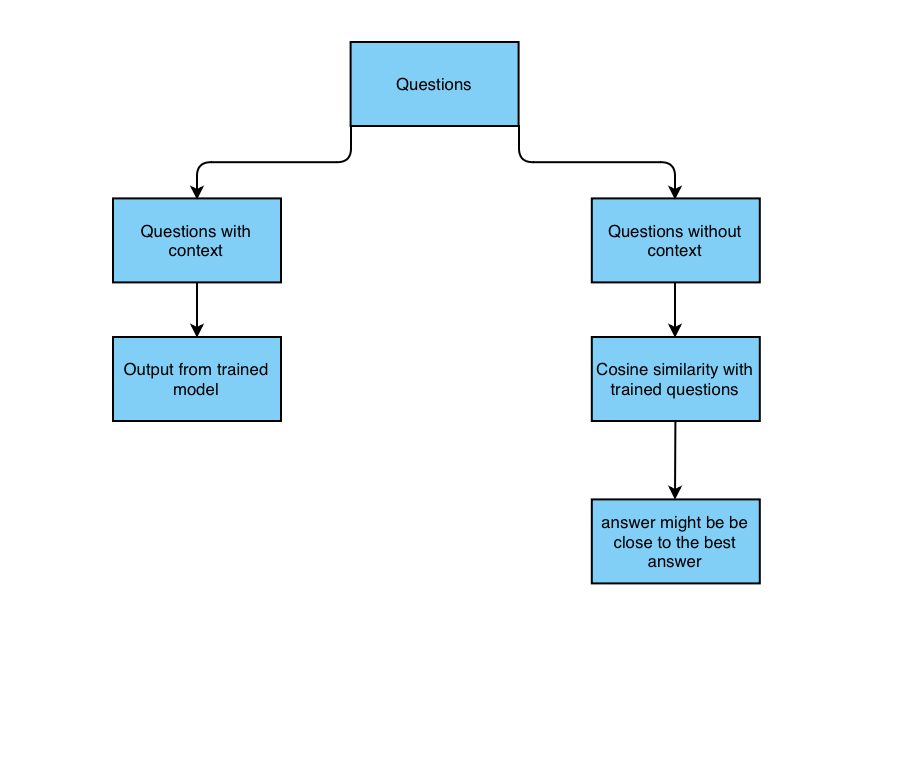 Questions
Questions with
context
Questions without
context
Output from trained
model
Cosine similarity with
trained questions
answer might be be
close to the best
answer